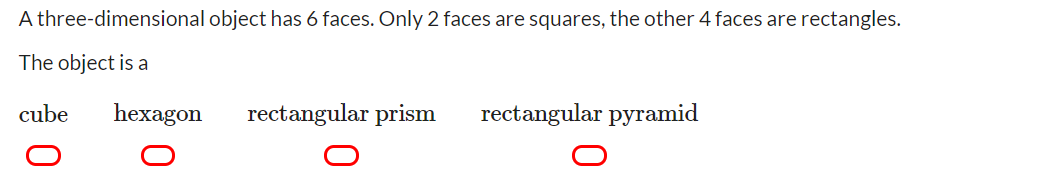 A three-dimensional object has 6 faces. Only 2 faces are squares, the other 4 faces are rectangles.
The object is a
cube hexagon rectangular prism rectangular pyramid